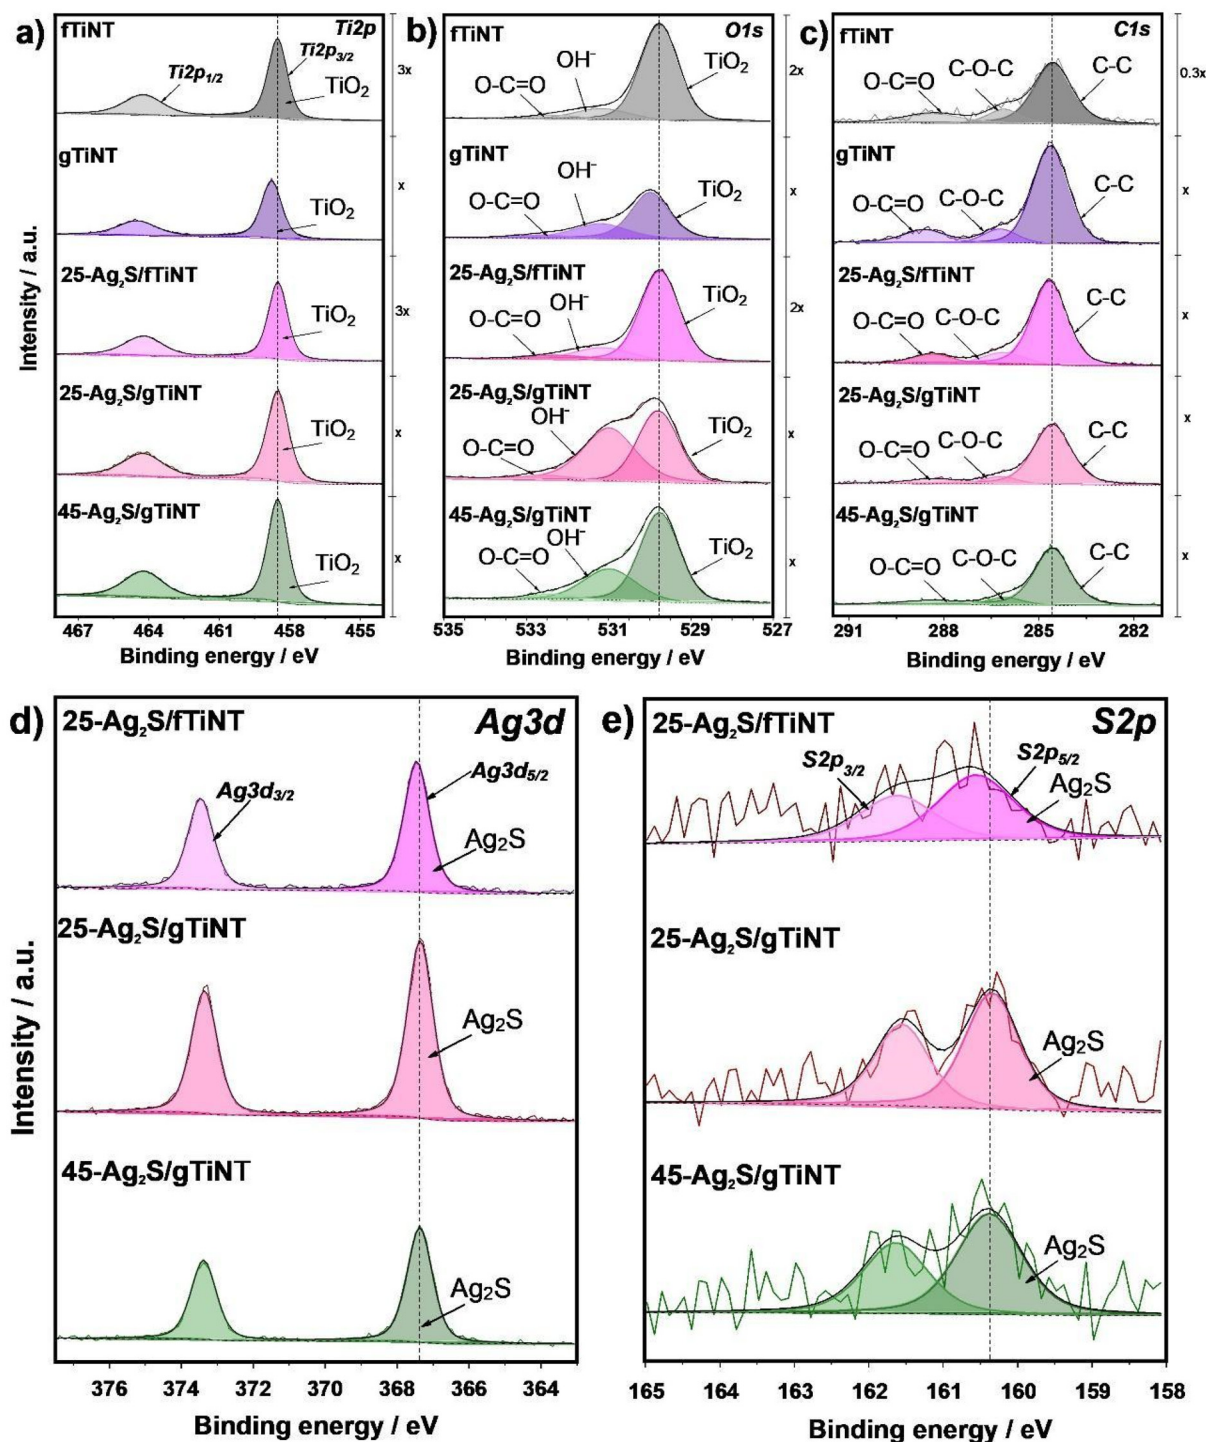 a) Ti2p
fTiNT
Ti2p₃/₂
Ti2p₁/₂
TiO₂
3x
gTiNT
TiO₂
x
25-Ag₂S/fTiNT
TiO₂
3x
25-Ag₂S/gTiNT
TiO₂
x
45-Ag₂S/gTiNT
TiO₂
x
467 464 461 458 455
Binding energy / eV
Intensity / a.u.
b) O1s
fTiNT
OH⁻
O-C=O
TiO₂
2x
gTiNT
OH⁻
O-C=O
TiO₂
x
25-Ag₂S/fTiNT
OH⁻
O-C=O
TiO₂
2x
25-Ag₂S/gTiNT
OH⁻
O-C=O
TiO₂
x
45-Ag₂S/gTiNT
OH⁻
O-C=O
TiO₂
x
535 533 531 529 527
Binding energy / eV
c) C1s
fTiNT
O-C=O C-O-C C-C
0.3x
gTiNT
O-C=O C-O-C C-C
x
25-Ag₂S/fTiNT
O-C=O C-O-C C-C
x
25-Ag₂S/gTiNT
O-C=O C-O-C C-C
x
45-Ag₂S/gTiNT
O-C=O C-O-C C-C
x
291 288 285 282
Binding energy / eV
d) Ag3d
25-Ag₂S/fTiNT
Ag3d₅/₂
Ag3d₃/₂
Ag₂S
25-Ag₂S/gTiNT
Ag₂S
45-Ag₂S/gTiNT
Ag₂S
376 374 372 370 368 366 364
Binding energy / eV
Intensity / a.u.
e) S2p
25-Ag₂S/fTiNT
S2p₃/₂
S2p₅/₂
Ag₂S
25-Ag₂S/gTiNT
Ag₂S
45-Ag₂S/gTiNT
Ag₂S
165 164 163 162 161 160 159 158
Binding energy / eV